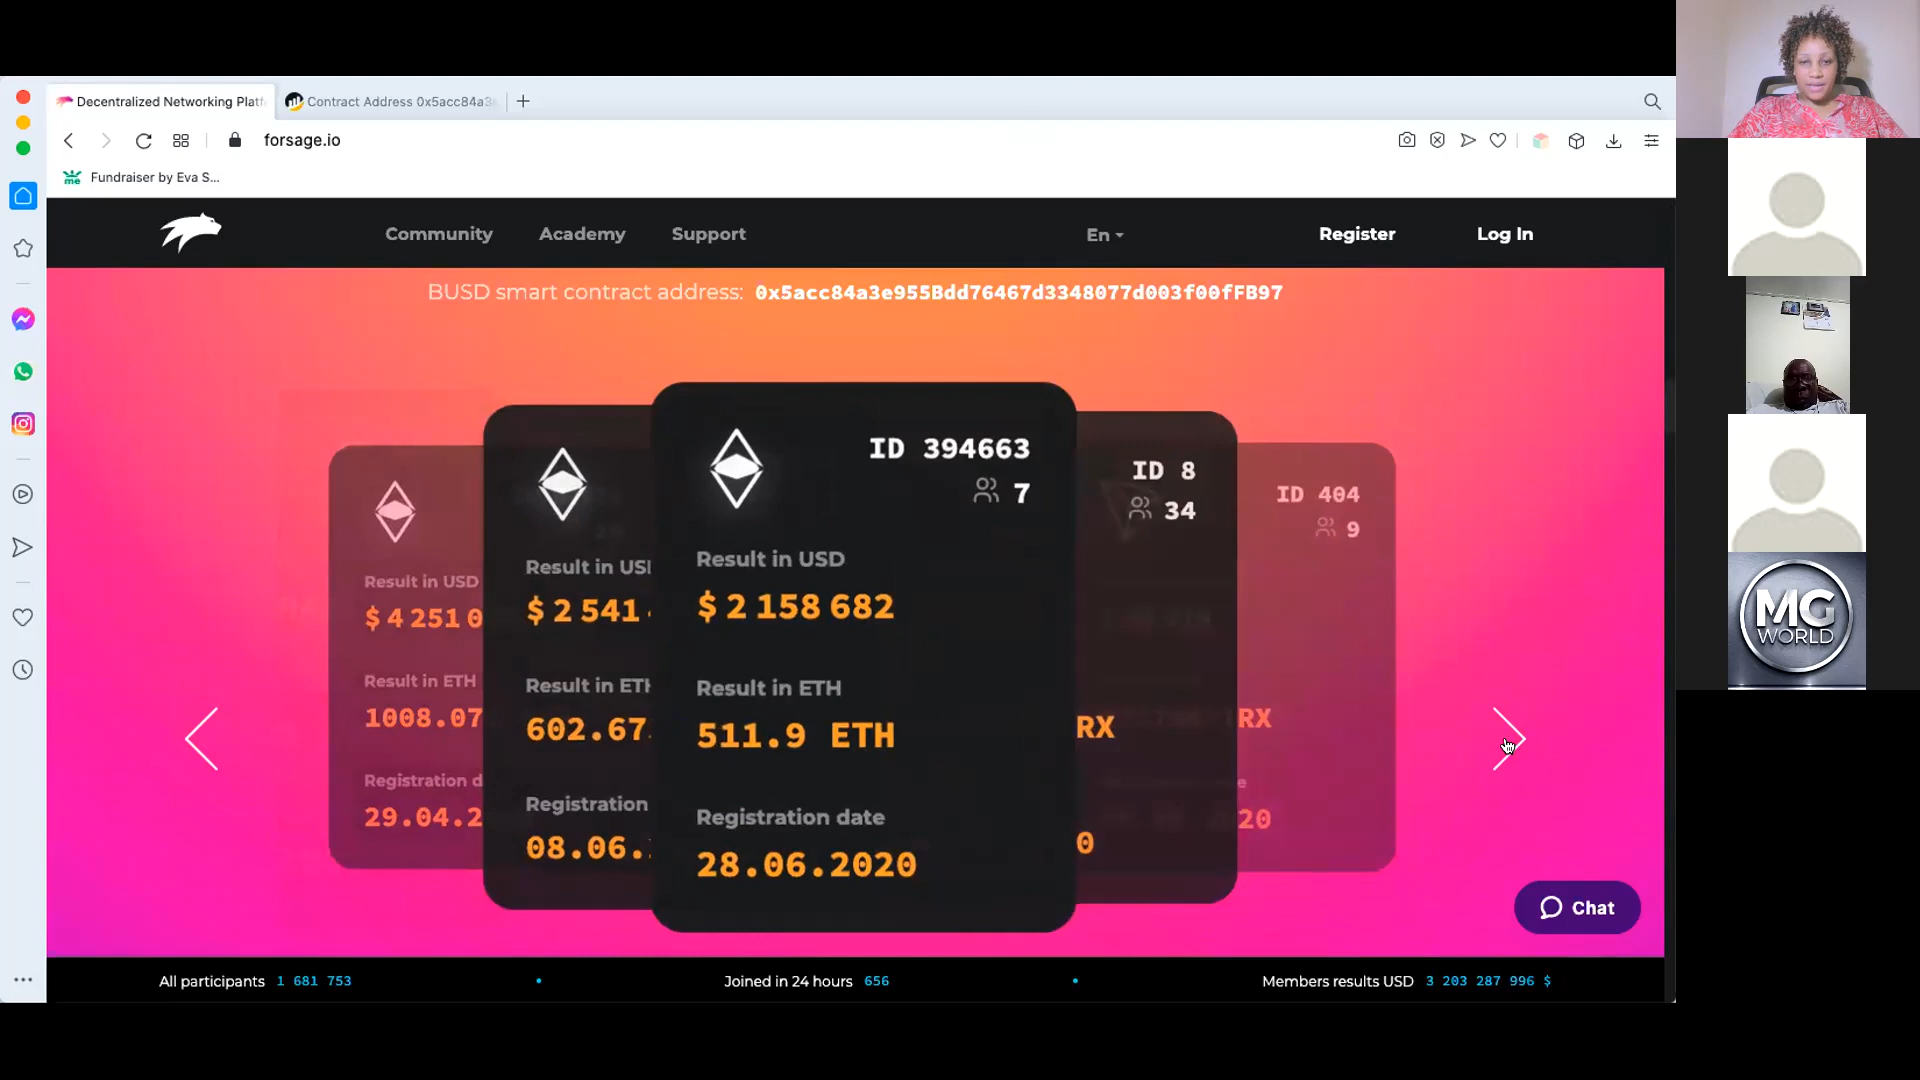 Decentralized Networking Platf
Contract Address 0x5acc84a3e
forsage.io
Fundraiser by Eva S...
Community
Academy
Support
En
Register
Log In
BUSD smart contract address: 0x5acc84a3e955Bdd76467d3348077d003f00fFB97
ID 394663
7
Result in USD
$ 2 158 682
Result in ETH
511.9 ETH
Registration date
28.06.2020
Result in USD
$ 4 251 0
Result in ETH
1008.07
Registration d
29.04.2
Result in USD
$ 2 541
Result in ETH
602.67
Registration
08.06.
ID 8
34
RX
0
ID 404
9
RX
20
Chat
All participants 1 681 753
Joined in 24 hours 656
Members results USD 3 203 287 996 $
MG
WORLD